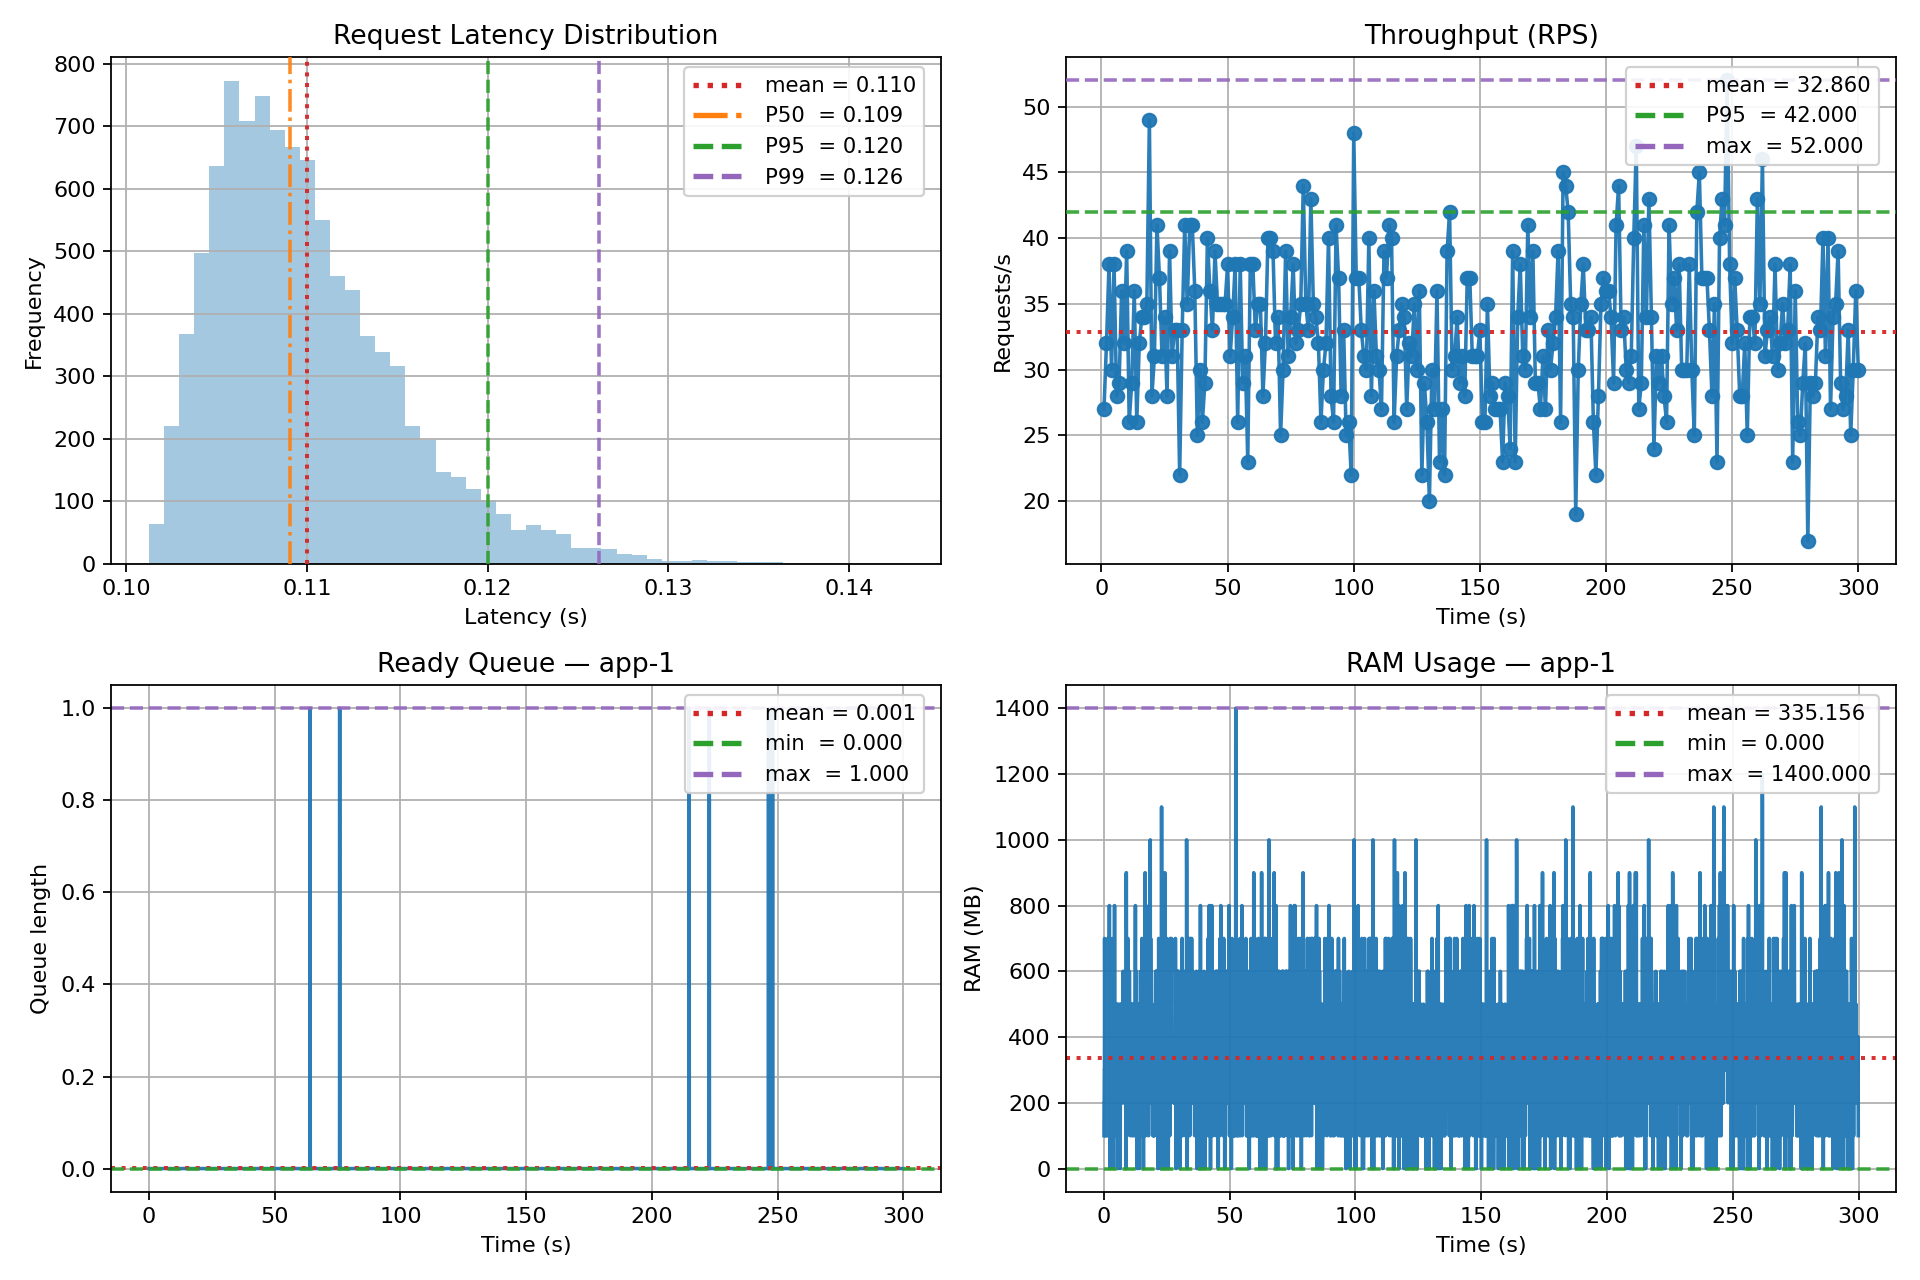 Request Latency Distribution
800
700
600
500
400
300
200
100
0
Frequency
mean = 0.110
P50 = 0.109
P95 = 0.120
P99 = 0.126
0.10 0.11 0.12 0.13 0.14
Latency (s)
Throughput (RPS)
50
45
40
35
30
25
20
Requests/s
mean = 32.860
P95 = 42.000
max = 52.000
0 50 100 150 200 250 300
Time (s)
Ready Queue — app-1
1.0
0.8
0.6
0.4
0.2
0.0
Queue length
mean = 0.001
min = 0.000
max = 1.000
0 50 100 150 200 250 300
Time (s)
RAM Usage — app-1
1400
1200
1000
800
600
400
200
0
RAM (MB)
mean = 335.156
min = 0.000
max = 1400.000
0 50 100 150 200 250 300
Time (s)